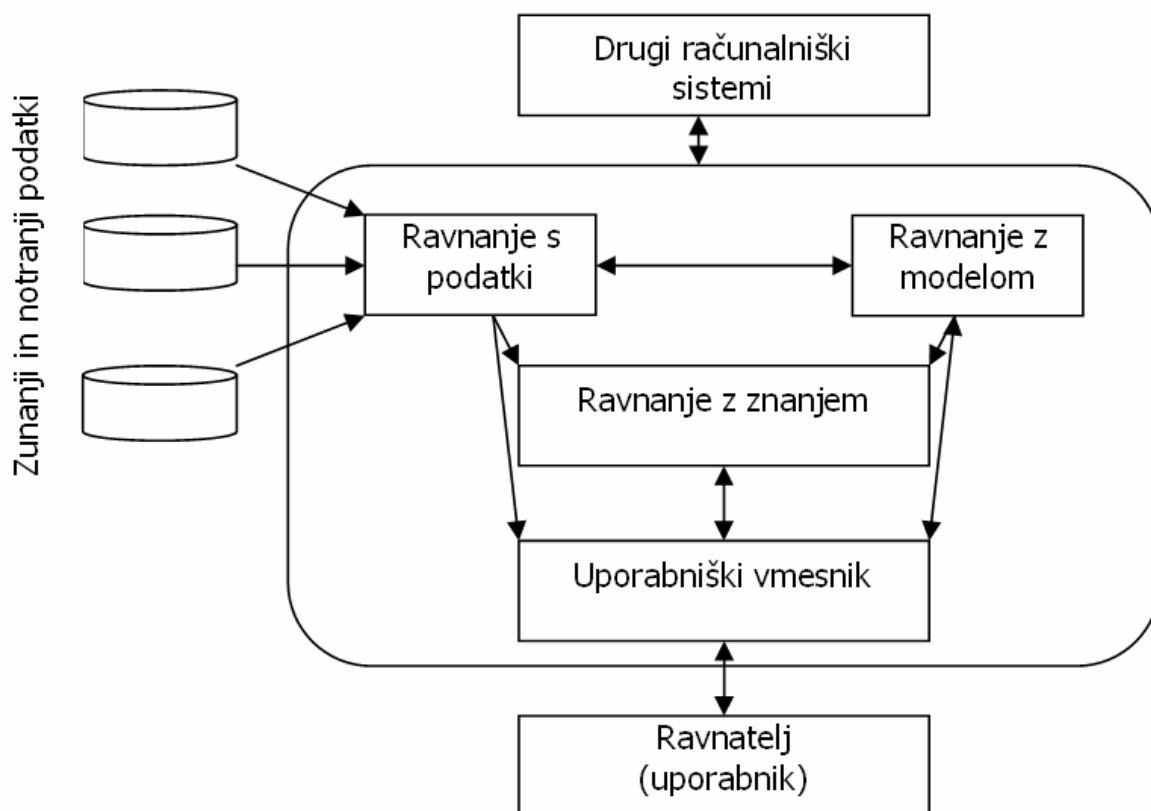 Zunanji in notranji podatki
Drugi računalniški
sistemi
Ravnanje s
podatki
Ravnanje z
modelom
Ravnanje z znanjem
Uporabniški vmesnik
Ravnatelj
(uporabnik)